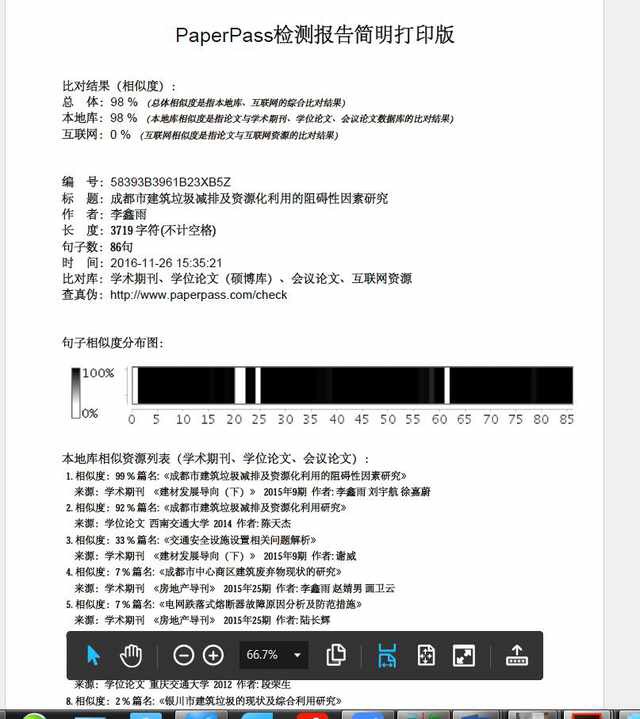 PaperPass检测报告简明打印版
比对结果（相似度）：
总　体：98％ (总体相似度是指本地库、互联网的综合比对结果)
本地库：98％ (本地库相似度是指论文与学术期刊、学位论文、会议论文数据库的比对结果)
互联网：0％ (互联网相似度是指论文与互联网资源的比对结果)
编　号：58393B3961B23XB5Z
标　题：成都市建筑垃圾减排及资源化利用的阻碍性因素研究
作　者：李鑫雨
长　度：3719字符(不计空格)
句子数：86句
时　间：2016-11-26 15:35:21
比对库：学术期刊、学位论文（硕博库）、会议论文、互联网资源
查真伪：http://www.paperpass.com/check
句子相似度分布图：
100%
0%
0 5 10 15 20 25 30 35 40 45 50 55 60 65 70 75 80 85
本地库相似资源列表（学术期刊、学位论文、会议论文）：
1. 相似度：99％ 篇名:《成都市建筑垃圾减排及资源化利用的阻碍性因素研究》
来源：学术期刊 《建材发展导向（下）》 2015年9期 作者: 李鑫雨 刘宇航 徐嘉蔚
2. 相似度：92％ 篇名:《成都市建筑垃圾减排及资源化利用研究》
来源：学位论文 西南交通大学 2014 作者: 陈天杰
3. 相似度：33％ 篇名:《交通安全设施设置相关问题解析》
来源：学术期刊 《建材发展导向（下）》 2015年9期 作者: 谢威
4. 相似度：7％ 篇名:《成都市中心商区建筑废弃物现状的研究》
来源：学术期刊 《房地产导刊》 2015年25期 作者: 李鑫雨 赵婧男 画卫云
5. 相似度：7％ 篇名:《电网跌落式熔断器故障原因分析及防范措施》
来源：学术期刊 《房地产导刊》 2015年25期 作者: 陆长辉
66.7%
来源：学位论文 重庆交通大学 2012 作者: 段荣生
8. 相似度：2％ 篇名:《银川市建筑垃圾的现状及综合利用研究》